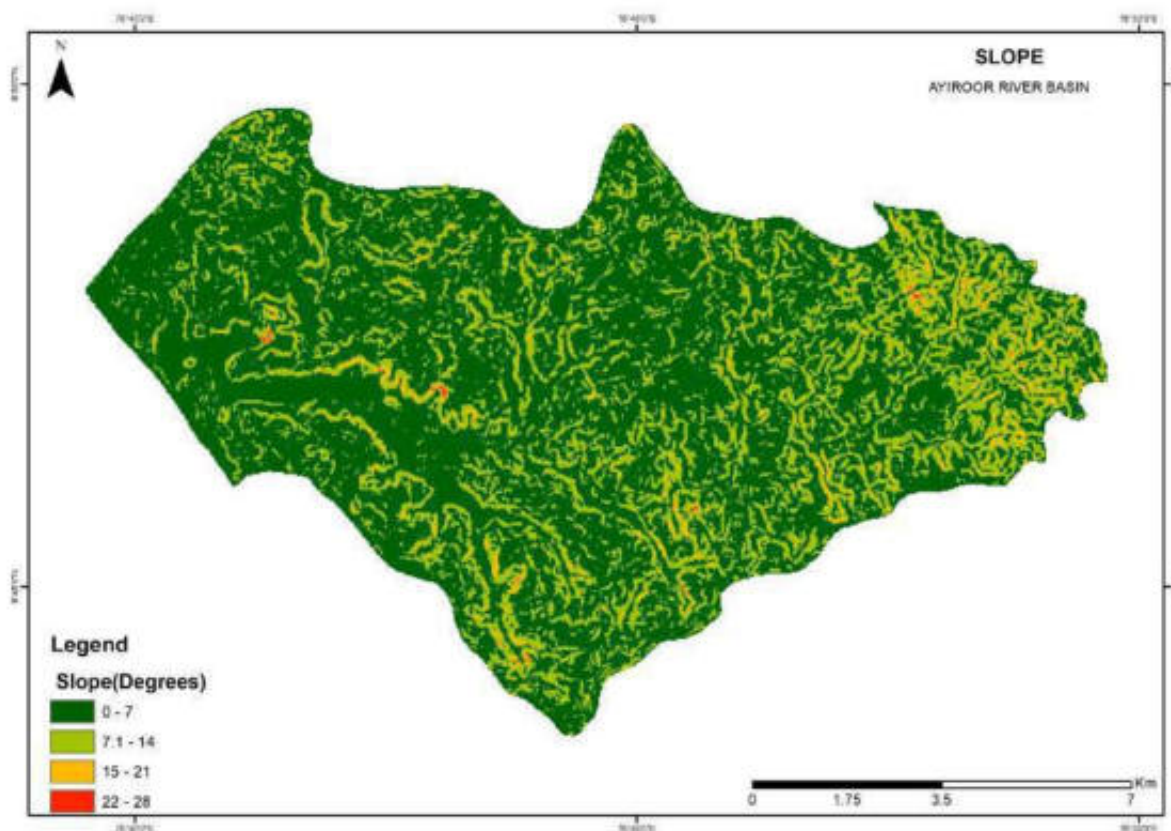 N
SLOPE
AYIROOR RIVER BASIN
Legend
Slope(Degrees)
0 - 7
7.1 - 14
15 - 21
22 - 28
Km
0 1.75 3.5 7